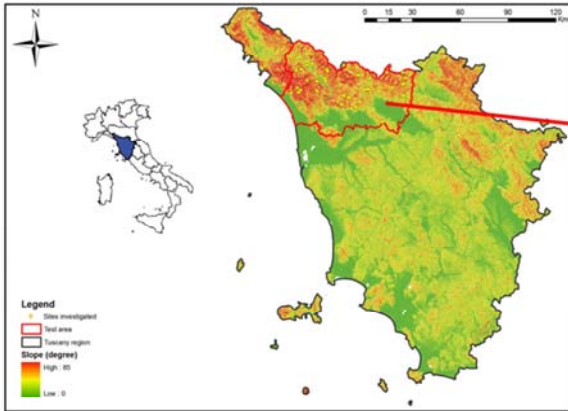 N
0 15 30 60 90 120
Km
Legend
Sites investigated
Test area
Tuscany region
Slope (degree)
High : 85
Low : 0